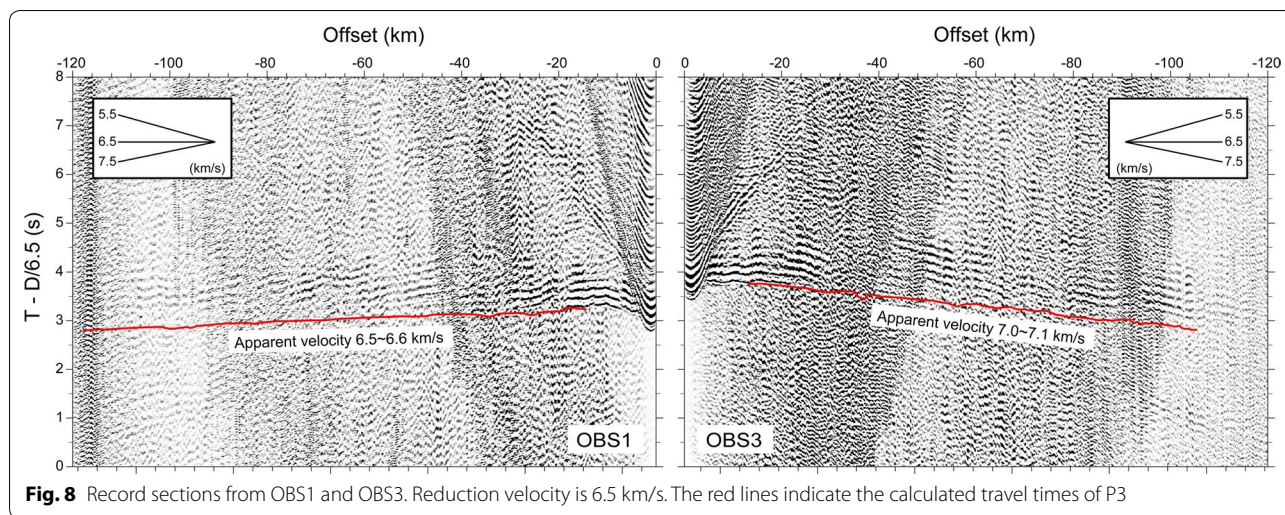 Offset (km)
-120 -100 -80 -60 -40 -20 0
8
7
6
5
4
3
2
1
0
T - D/6.5 (s)
5.5
6.5
7.5
(km/s)
Apparent velocity 6.5~6.6 km/s
OBS1
Offset (km)
0 -20 -40 -60 -80 -100 -120
5.5
6.5
7.5
(km/s)
Apparent velocity 7.0~7.1 km/s
OBS3
Fig. 8 Record sections from OBS1 and OBS3. Reduction velocity is 6.5 km/s. The red lines indicate the calculated travel times of P3